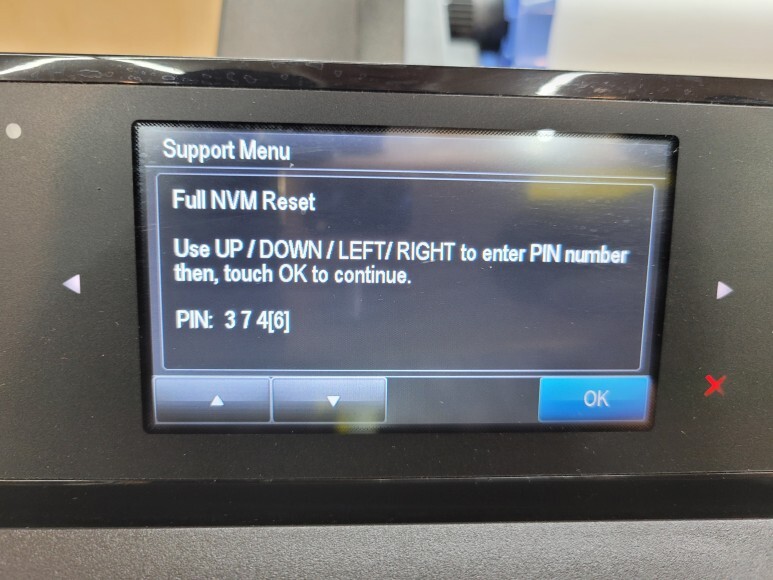 Support Menu
Full NVM Reset
Use UP / DOWN / LEFT/ RIGHT to enter PIN number
then, touch OK to continue.
PIN: 3 7 4[6]
OK